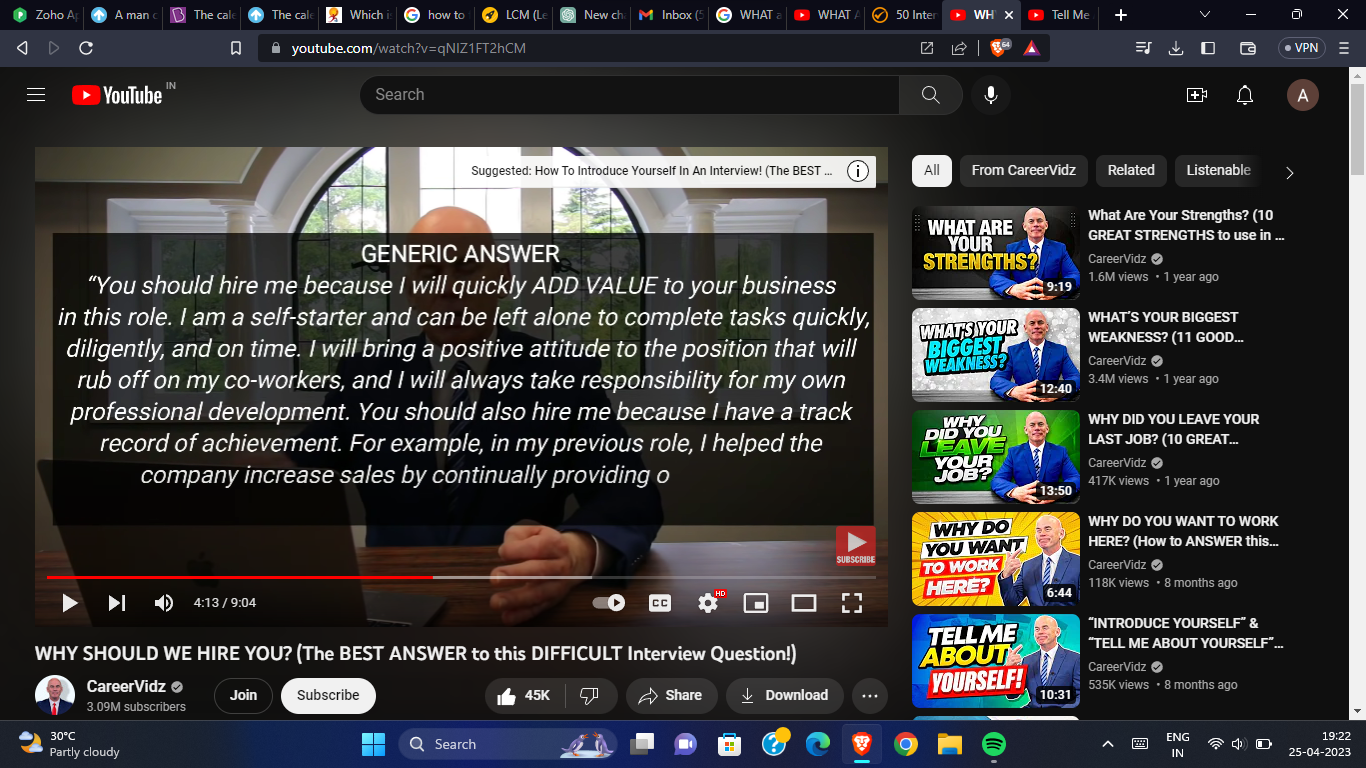 Zoho Ap
A man c
The cale
The cale
Which is
how to
LCM (Le
New ch
Inbox (5
WHAT a
WHAT A
50 Inter
WHY
Tell Me
youtube.com/watch?v=qNIZ1FT2hCM
64
VPN
YouTube IN
Search
A
Suggested: How To Introduce Yourself In An Interview! (The BEST ...
GENERIC ANSWER
“You should hire me because I will quickly ADD VALUE to your business
in this role. I am a self-starter and can be left alone to complete tasks quickly,
diligently, and on time. I will bring a positive attitude to the position that will
rub off on my co-workers, and I will always take responsibility for my own
professional development. You should also hire me because I have a track
record of achievement. For example, in my previous role, I helped the
company increase sales by continually providing o
SUBSCRIBE
4:13 / 9:04
CC
HD
WHY SHOULD WE HIRE YOU? (The BEST ANSWER to this DIFFICULT Interview Question!)
CareerVidz
3.09M subscribers
Join
Subscribe
45K
Share
Download
All
From CareerVidz
Related
Listenable
WHAT ARE
YOUR
STRENGTHS?
9:19
What Are Your Strengths? (10
GREAT STRENGTHS to use in ...
CareerVidz
1.6M views • 1 year ago
WHAT'S YOUR
BIGGEST
WEAKNESS?
12:40
WHAT’S YOUR BIGGEST
WEAKNESS? (11 GOOD...
CareerVidz
3.4M views • 1 year ago
WHY
DID YOU
LEAVE
YOUR
JOB?
13:50
WHY DID YOU LEAVE YOUR
LAST JOB? (10 GREAT...
CareerVidz
417K views • 1 year ago
WHY DO
YOU WANT
TO WORK
HERE?
6:44
WHY DO YOU WANT TO WORK
HERE? (How to ANSWER this...
CareerVidz
118K views • 8 months ago
TELL ME
ABOUT
YOURSELF!
10:31
“INTRODUCE YOURSELF” &
“TELL ME ABOUT YOURSELF”...
CareerVidz
535K views • 8 months ago
30°C
Partly cloudy
Search
ENG
IN
19:22
25-04-2023